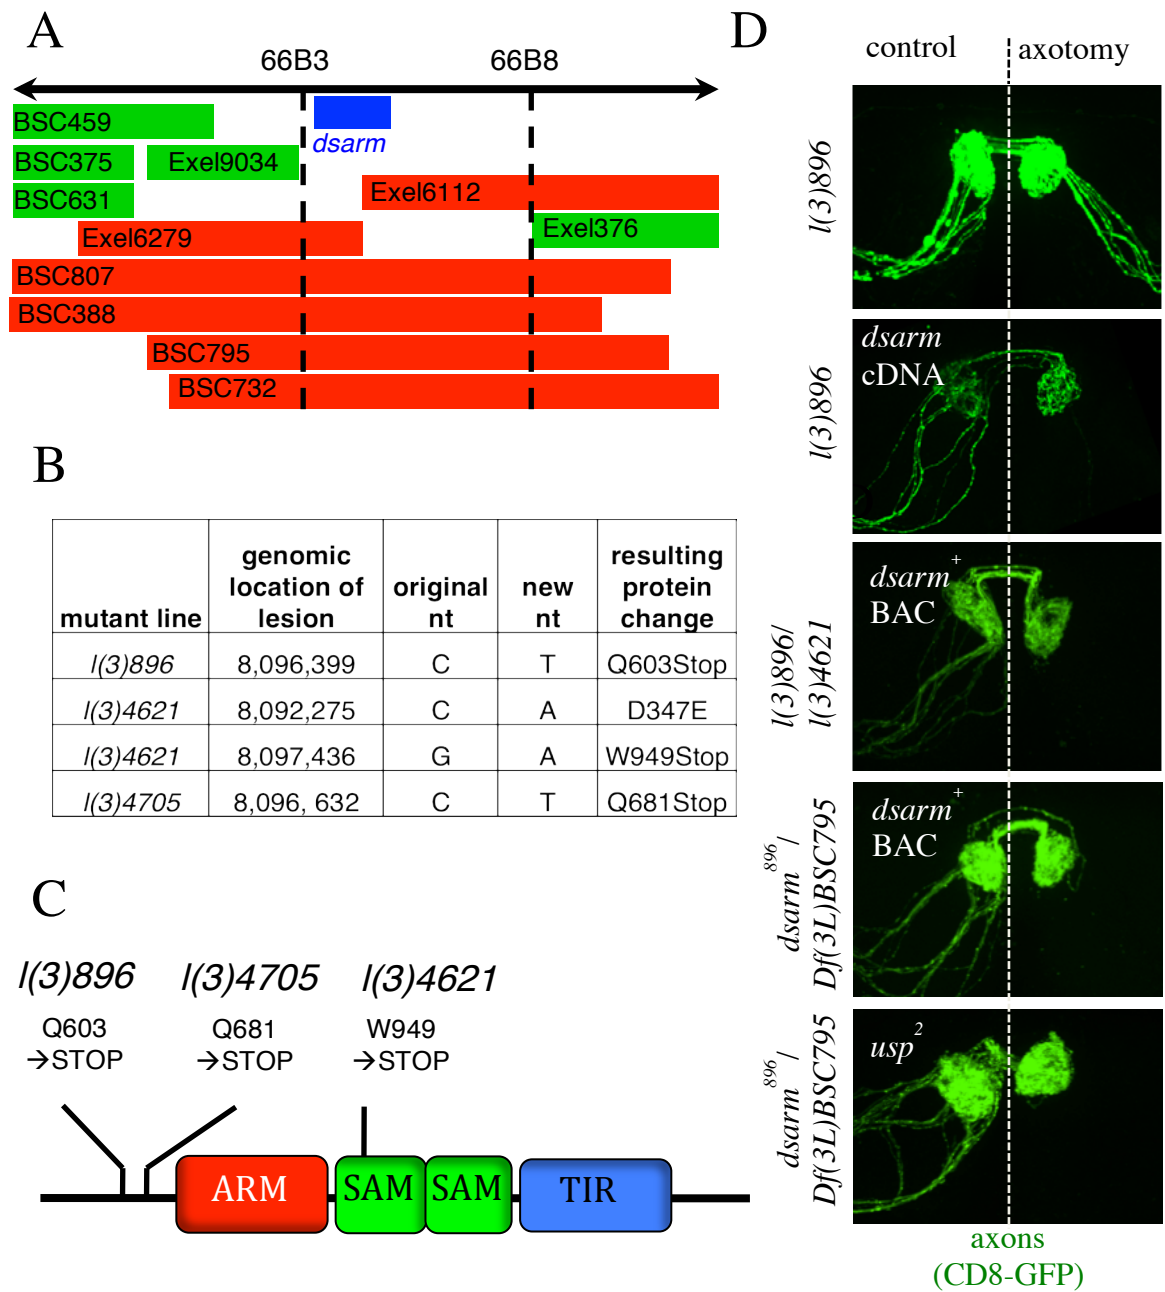 A
66B3
66B8
BSC459
dsarm
BSC375
Exel9034
BSC631
Exel6112
Exel376
Exel6279
BSC807
BSC388
BSC795
BSC732
B
mutant line
genomic
location of
lesion
original
nt
new
nt
resulting
protein
change
l(3)896 8,096,399 C T Q603Stop
l(3)4621 8,092,275 C A D347E
l(3)4621 8,097,436 G A W949Stop
l(3)4705 8,096, 632 C T Q681Stop
C
l(3)896 l(3)4705 l(3)4621
Q603
→STOP
Q681
→STOP
W949
→STOP
ARM SAM SAM TIR
D
control axotomy
l(3)896
l(3)896
dsarm
cDNA
l(3)896/
l(3)4621
dsarm+
BAC
dsarm896/
Df(3L)BSC795
dsarm+
BAC
dsarm896/
Df(3L)BSC795
usp2
axons
(CD8-GFP)